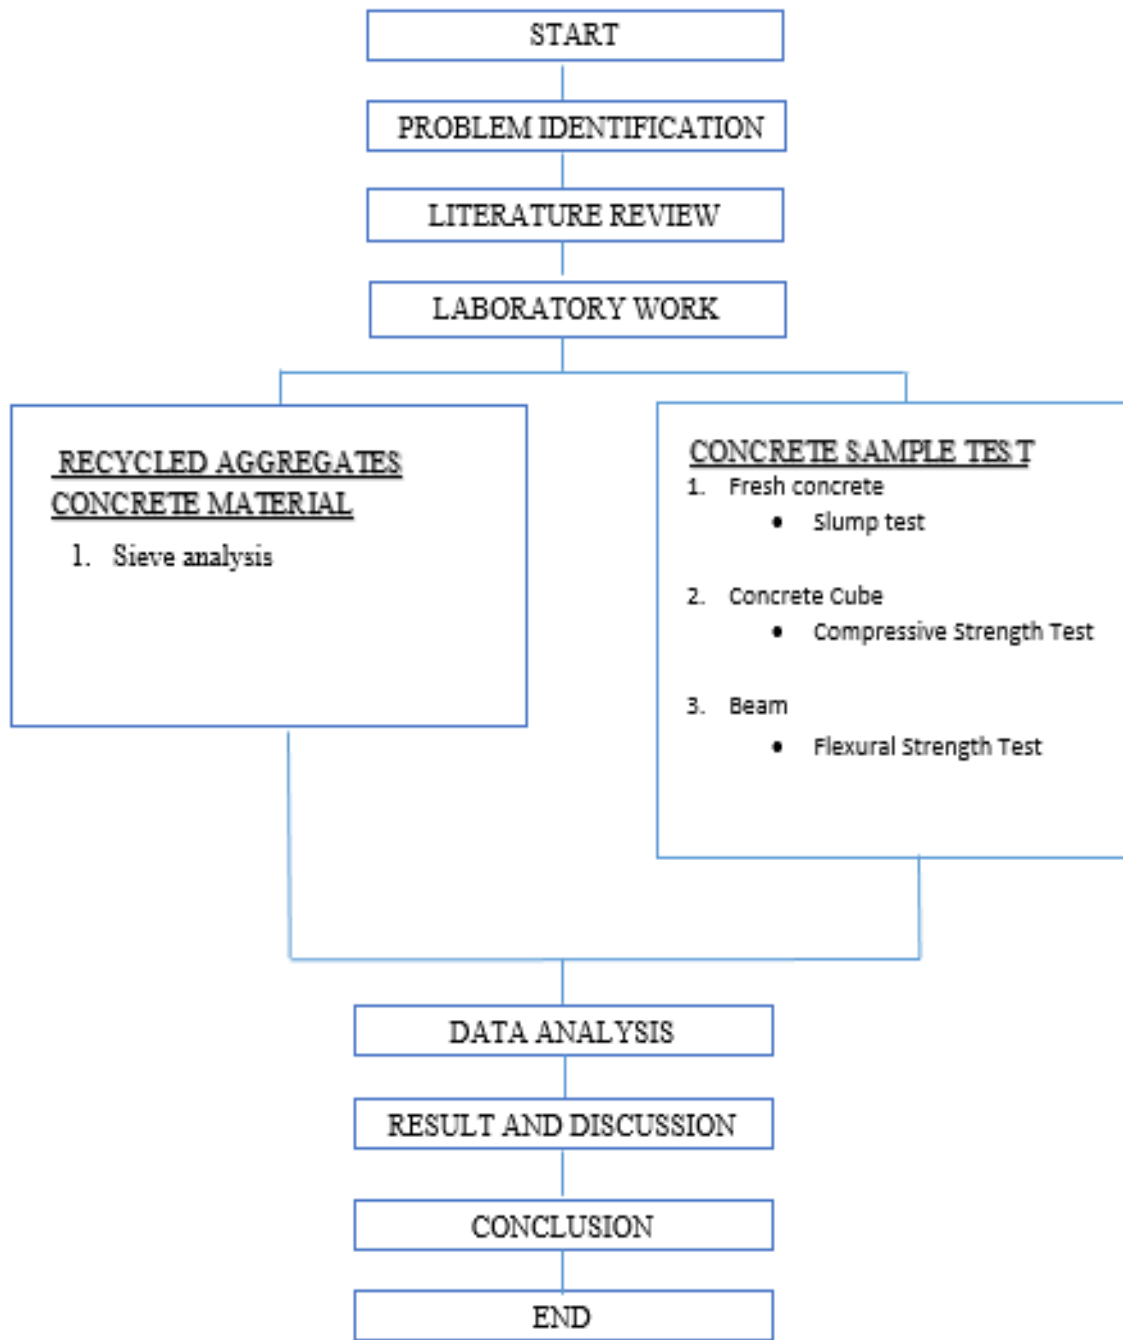 START
PROBLEM IDENTIFICATION
LITERATURE REVIEW
LABORATORY WORK
RECYCLED AGGREGATES
CONCRETE MATERIAL
1. Sieve analysis
CONCRETE SAMPLE TEST
1. Fresh concrete
• Slump test
2. Concrete Cube
• Compressive Strength Test
3. Beam
• Flexural Strength Test
DATA ANALYSIS
RESULT AND DISCUSSION
CONCLUSION
END